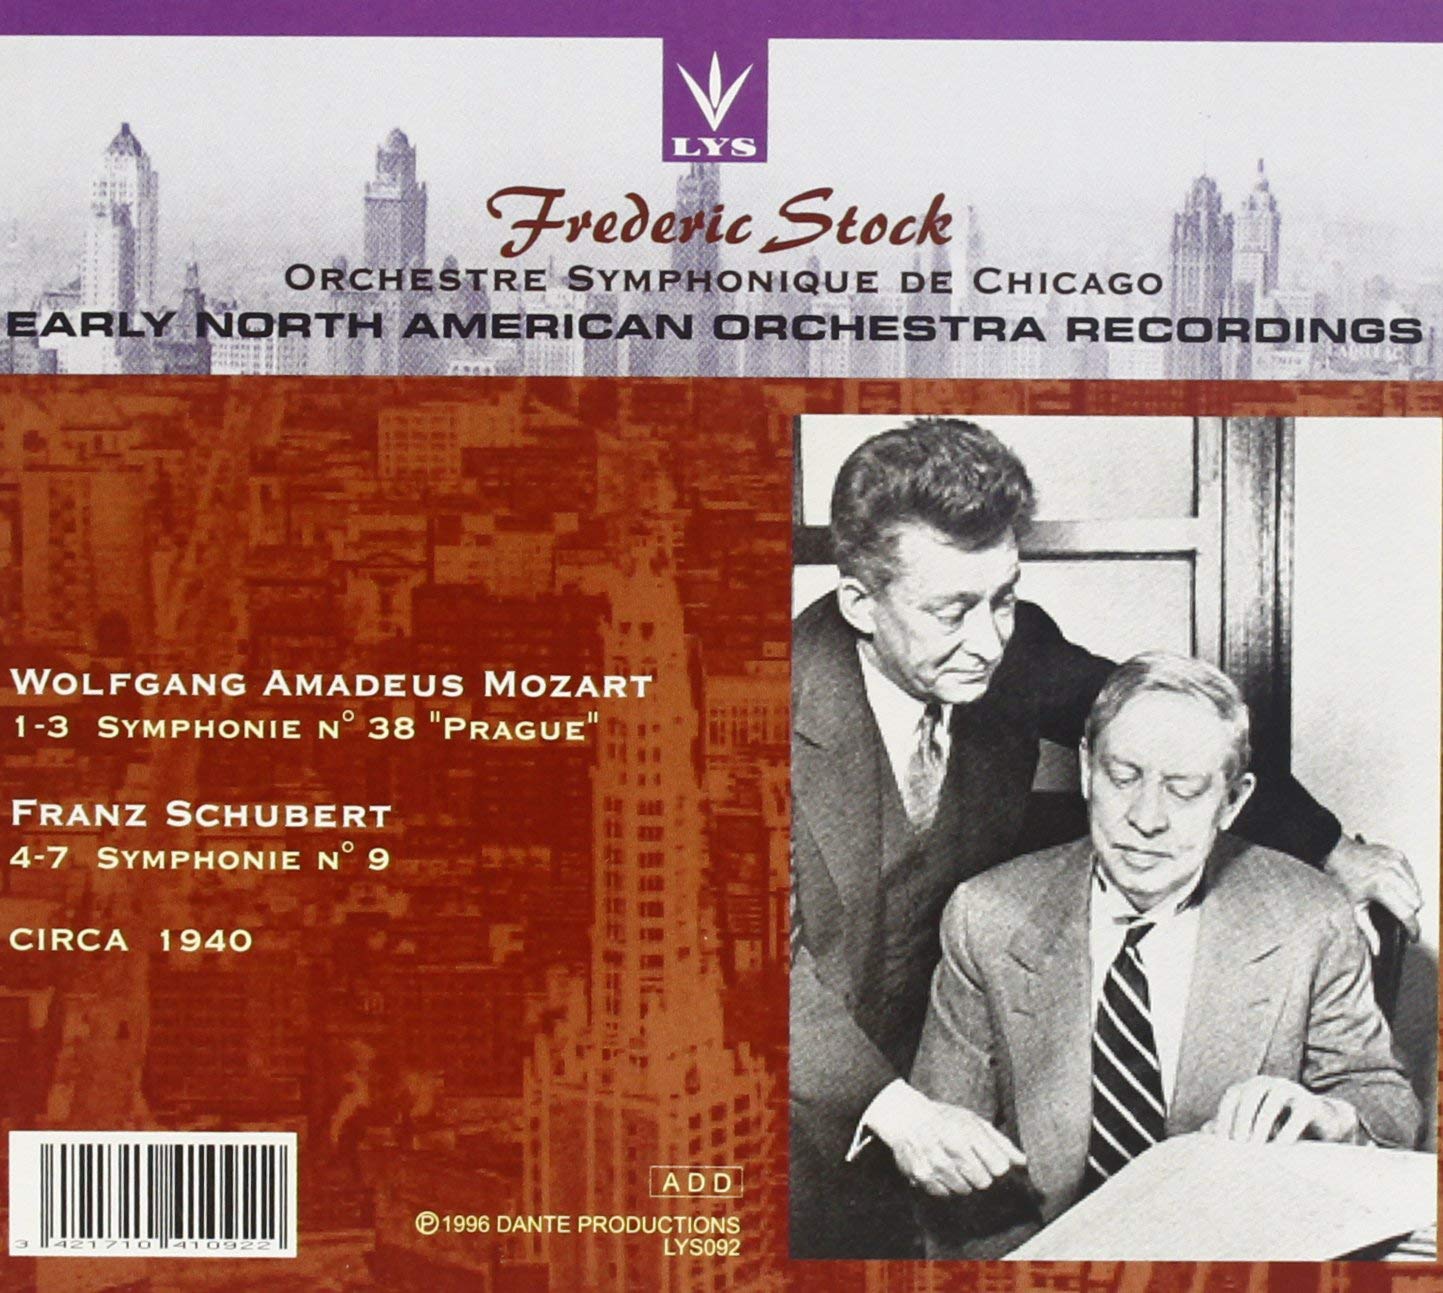 LYS
Frederic Stock
ORCHESTRE SYMPHONIQUE DE CHICAGO
EARLY NORTH AMERICAN ORCHESTRA RECORDINGS
WOLFGANG AMADEUS MOZART
1-3 SYMPHONIE N° 38 "PRAGUE"
FRANZ SCHUBERT
4-7 SYMPHONIE N° 9
CIRCA 1940
ADD
℗1996 DANTE PRODUCTIONS
LYS092
3 421710 410922